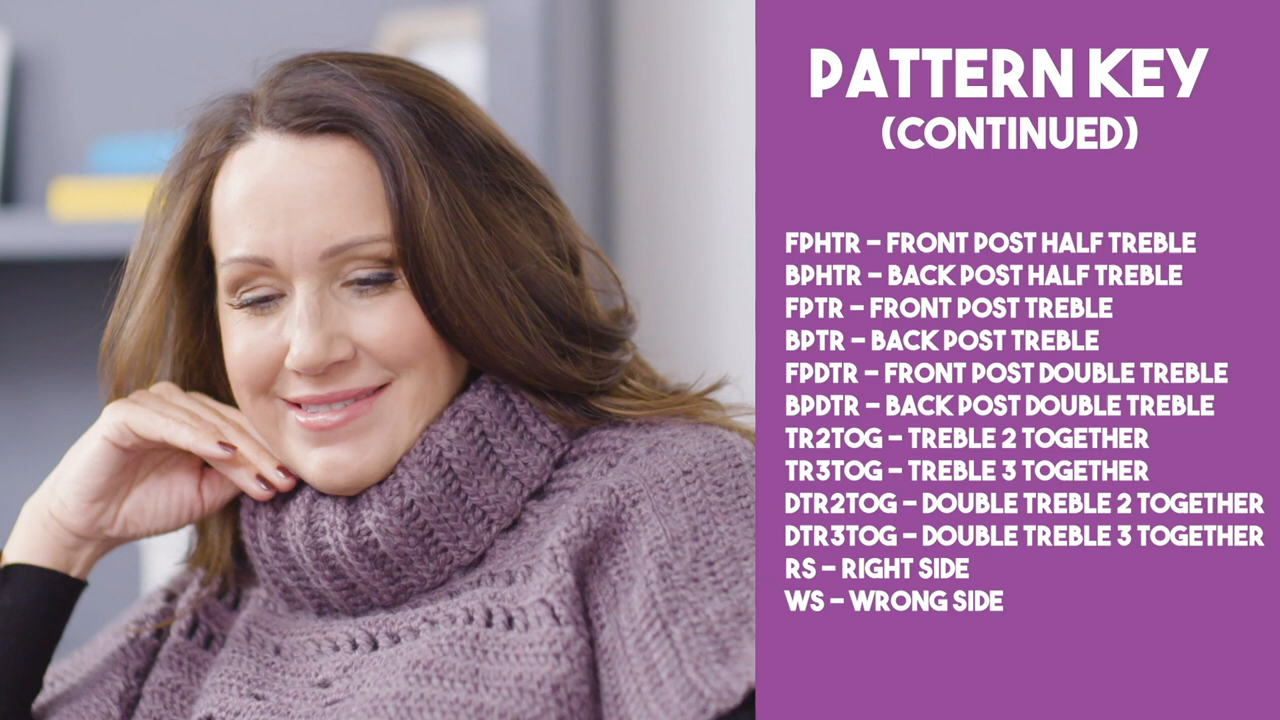 PATTERN KEY
(CONTINUED)
FPHTR – FRONT POST HALF TREBLE
BPHTR – BACK POST HALF TREBLE
FPTR – FRONT POST TREBLE
BPTR – BACK POST TREBLE
FPDTR – FRONT POST DOUBLE TREBLE
BPDTR – BACK POST DOUBLE TREBLE
TR2TOG – TREBLE 2 TOGETHER
TR3TOG – TREBLE 3 TOGETHER
DTR2TOG – DOUBLE TREBLE 2 TOGETHER
DTR3TOG – DOUBLE TREBLE 3 TOGETHER
RS – RIGHT SIDE
WS – WRONG SIDE